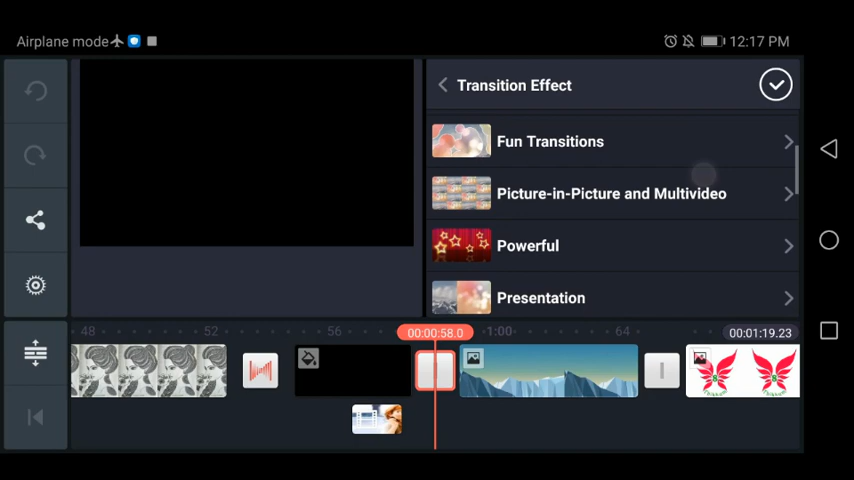 Airplane mode
12:17 PM
Transition Effect
Fun Transitions
Picture-in-Picture and Multivideo
Powerful
Presentation
48
52
56
1:00
64
00:00:58.0
00:01:19.23